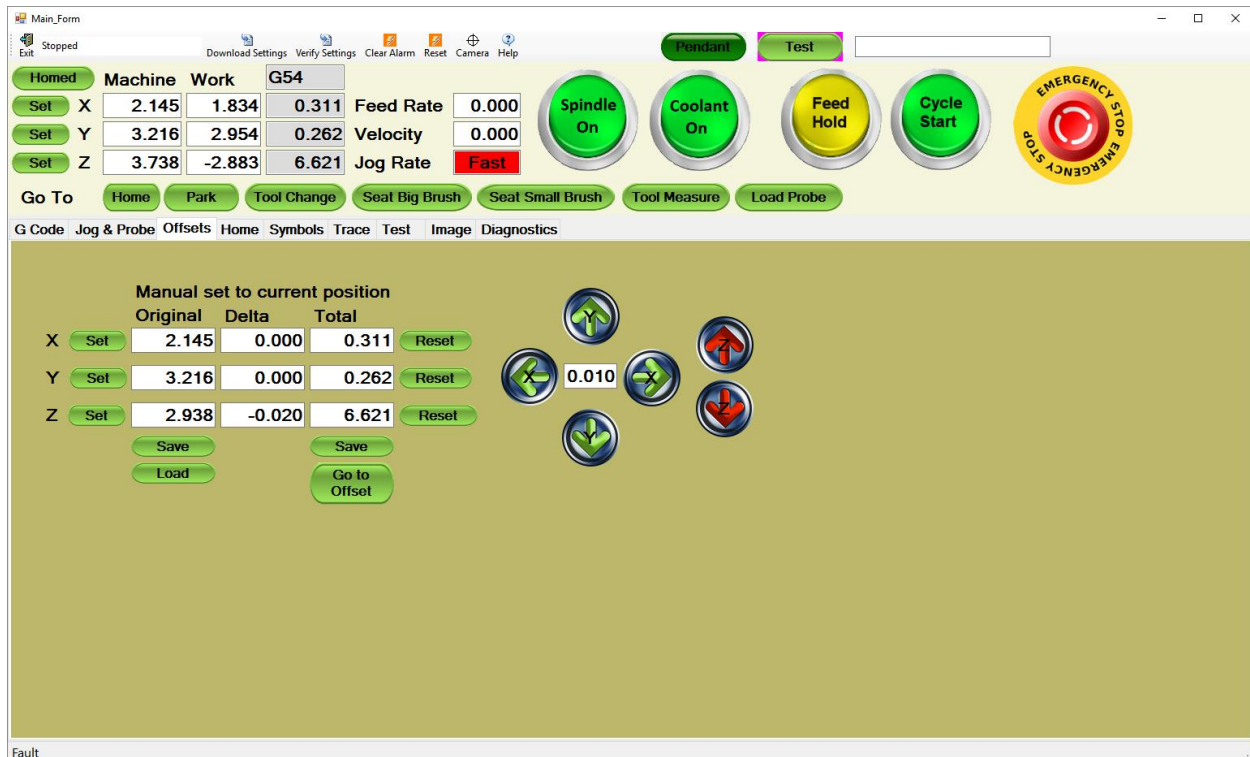 Main_Form
Exit Stopped Download Settings Verify Settings Clear Alarm Reset Camera Help Pendant Test
Homed Machine Work G54
Set X 2.145 1.834 0.311 Feed Rate 0.000
Set Y 3.216 2.954 0.262 Velocity 0.000
Set Z 3.738 -2.883 6.621 Jog Rate Fast
Spindle On
Coolant On
Feed Hold
Cycle Start
EMERGENCY STOP EMERGENCY STOP
Go To Home Park Tool Change Seat Big Brush Seat Small Brush Tool Measure Load Probe
G Code Jog & Probe Offsets Home Symbols Trace Test Image Diagnostics
Manual set to current position
Original Delta Total
X Set 2.145 0.000 0.311 Reset
Y Set 3.216 0.000 0.262 Reset
Z Set 2.938 -0.020 6.621 Reset
Save Save
Load Go to Offset
Y
X 0.010 X
Y
Z
Z
Fault